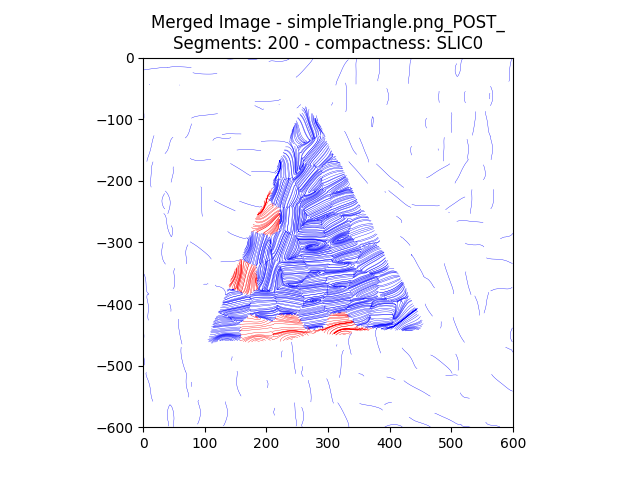 Merged Image - simpleTriangle.png_POST_
Segments: 200 - compactness: SLIC0
0
−100
−200
−300
−400
−500
−600
0 100 200 300 400 500 600